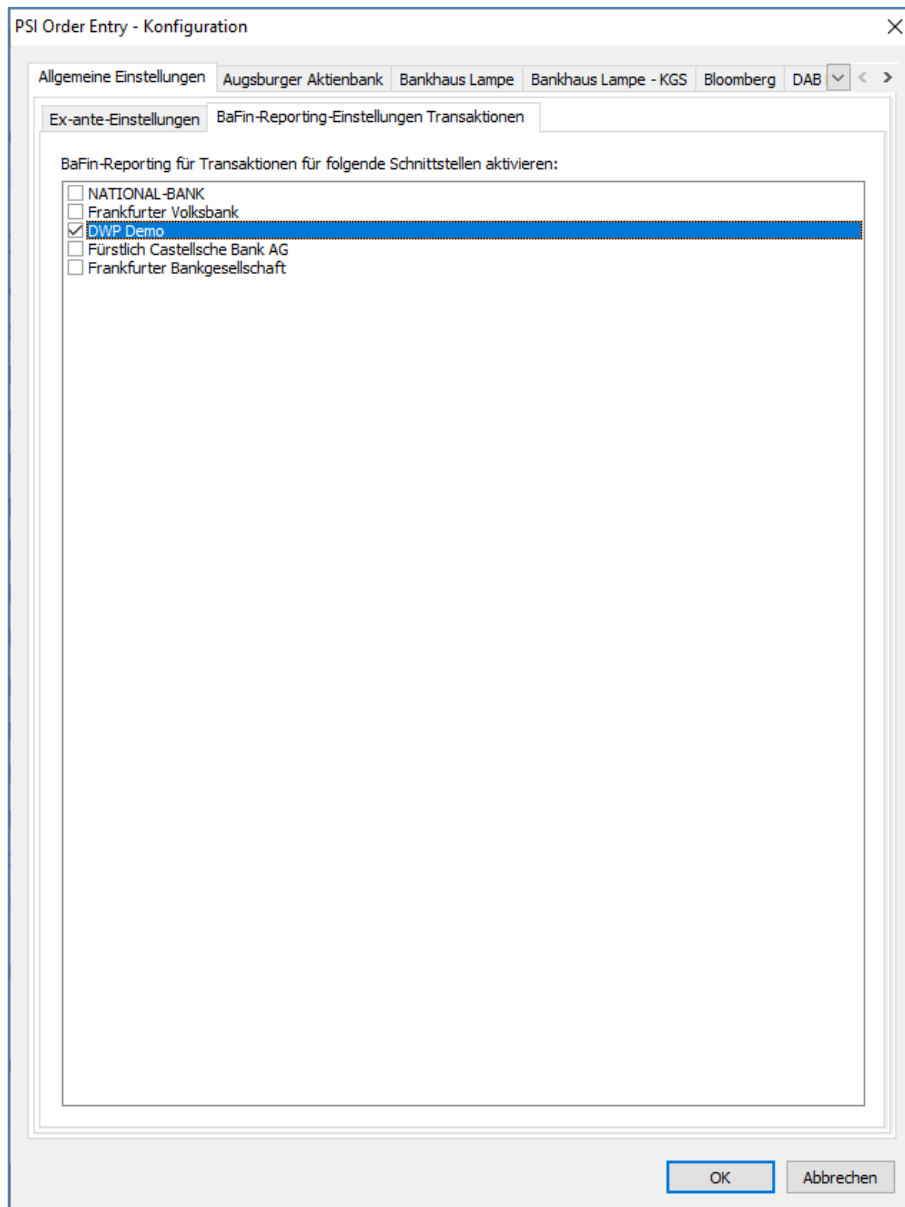 PSI Order Entry - Konfiguration
Allgemeine Einstellungen Augsburger Aktienbank Bankhaus Lampe Bankhaus Lampe - KGS Bloomberg DAB
Ex-ante-Einstellungen BaFin-Reporting-Einstellungen Transaktionen
BaFin-Reporting für Transaktionen für folgende Schnittstellen aktivieren:
NATIONAL-BANK
Frankfurter Volksbank
DWP Demo
Fürstlich Castellsche Bank AG
Frankfurter Bankgesellschaft
OK Abbrechen